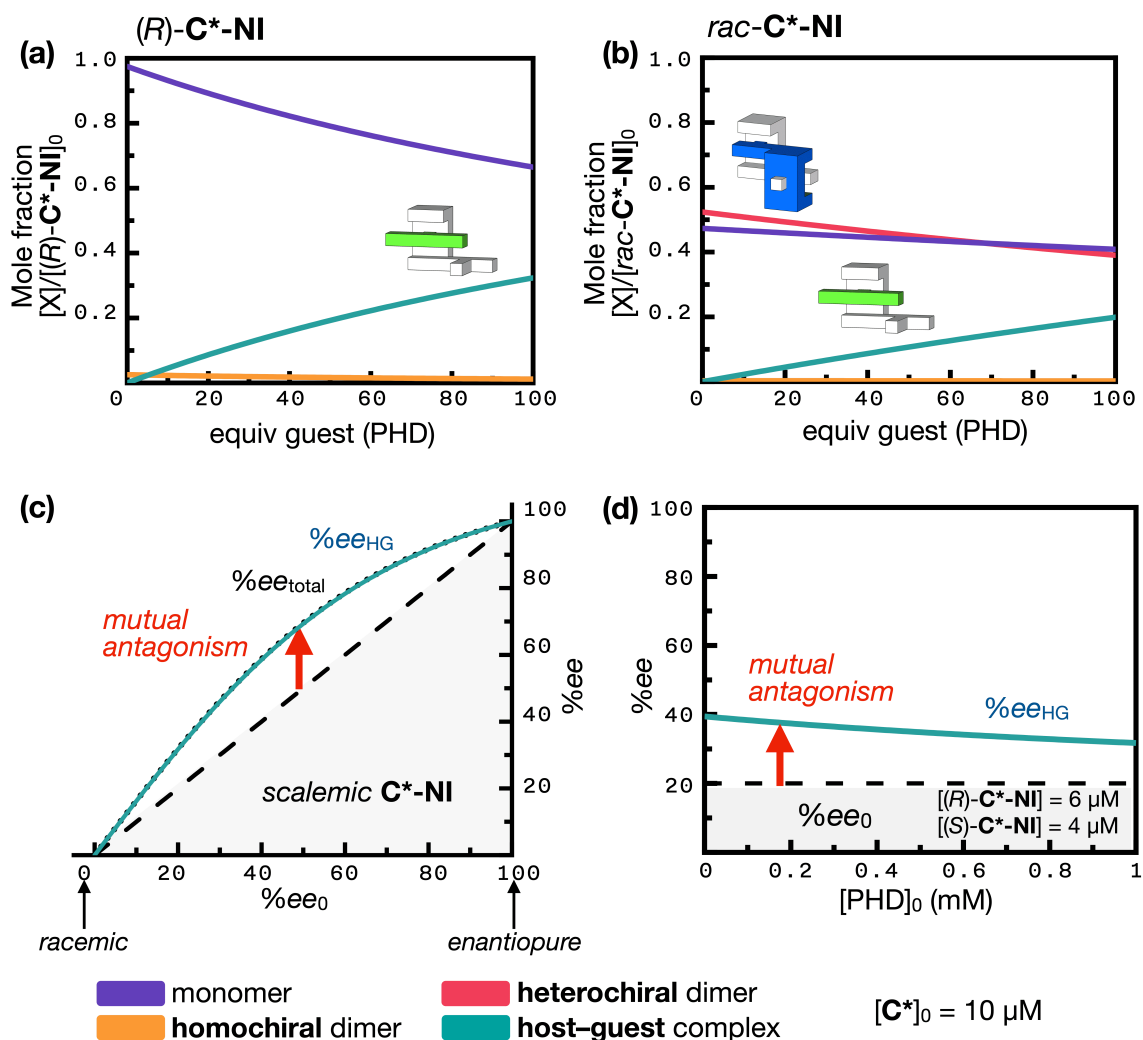 (R)-C*-NI
rac-C*-NI
(a)
(b)
Mole fraction
[X]/[(R)-C*-NI]0
1.0
0.8
0.6
0.4
0.2
0 20 40 60 80 100
equiv guest (PHD)
Mole fraction
[X]/[rac-C*-NI]0
1.0
0.8
0.6
0.4
0.2
0 20 40 60 80 100
equiv guest (PHD)
(c)
%eeHG
%eetotal
mutual
antagonism
scalemic C*-NI
100
80
60
40
20
%ee
0 20 40 60 80 100
%ee0
racemic
enantiopure
(d)
%ee
100
80
60
40
20
mutual
antagonism
%eeHG
%ee0
[(R)-C*-NI] = 6 μM
[(S)-C*-NI] = 4 μM
0 0.2 0.4 0.6 0.8 1
[PHD]0 (mM)
monomer
heterochiral dimer
homochiral dimer
host–guest complex
[C*]0 = 10 μM